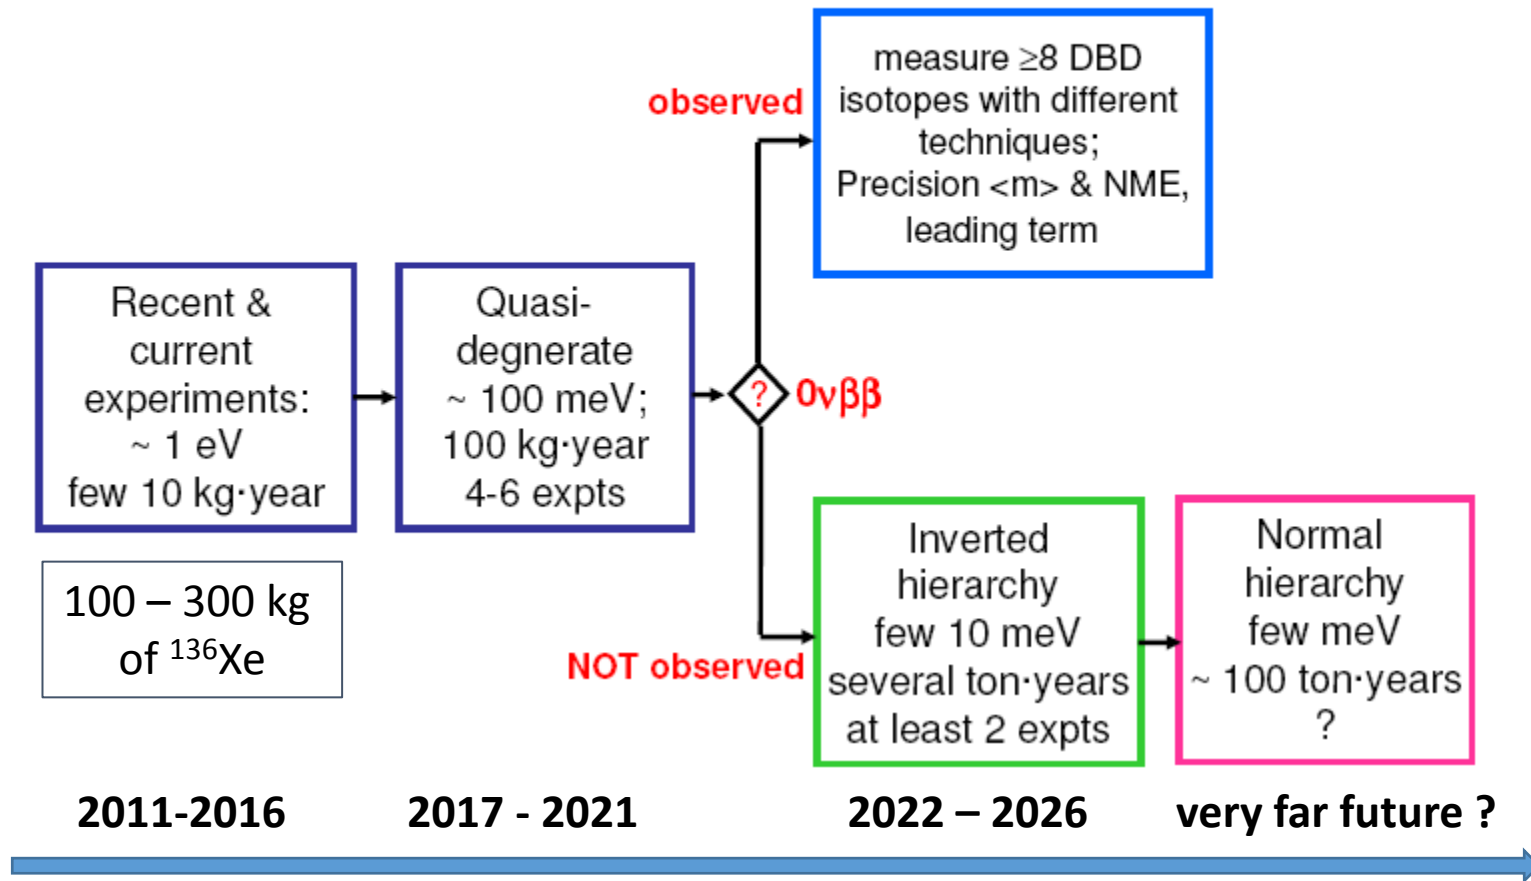 measure ≥8 DBD
isotopes with different
techniques;
Precision <m> & NME,
leading term
observed
Recent &
current
experiments:
~ 1 eV
few 10 kg·year
Quasi-
degnerate
~ 100 meV;
100 kg·year
4-6 expts
?
0νββ
100 – 300 kg
of ¹³⁶Xe
NOT observed
Inverted
hierarchy
few 10 meV
several ton·years
at least 2 expts
Normal
hierarchy
few meV
~ 100 ton·years
?
2011-2016
2017 - 2021
2022 – 2026
very far future ?